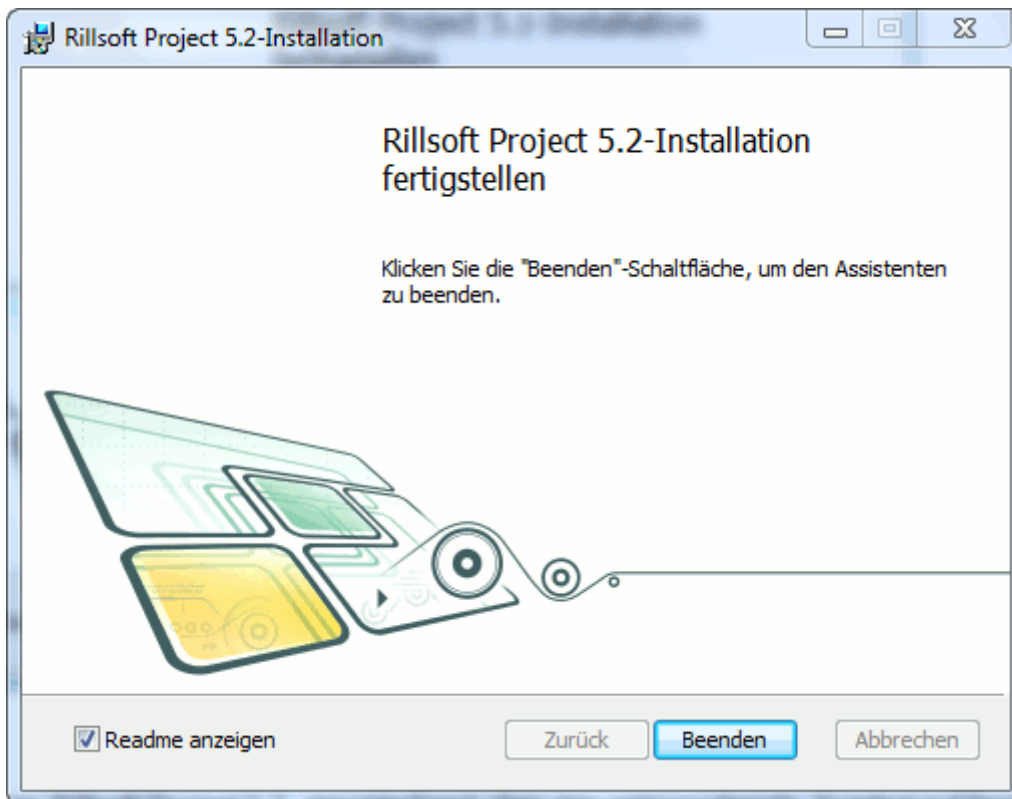 Rillsoft Project 5.2-Installation
Rillsoft Project 5.2-Installation
fertigstellen
Klicken Sie die "Beenden"-Schaltfläche, um den Assistenten
zu beenden.
Readme anzeigen
Zurück
Beenden
Abbrechen